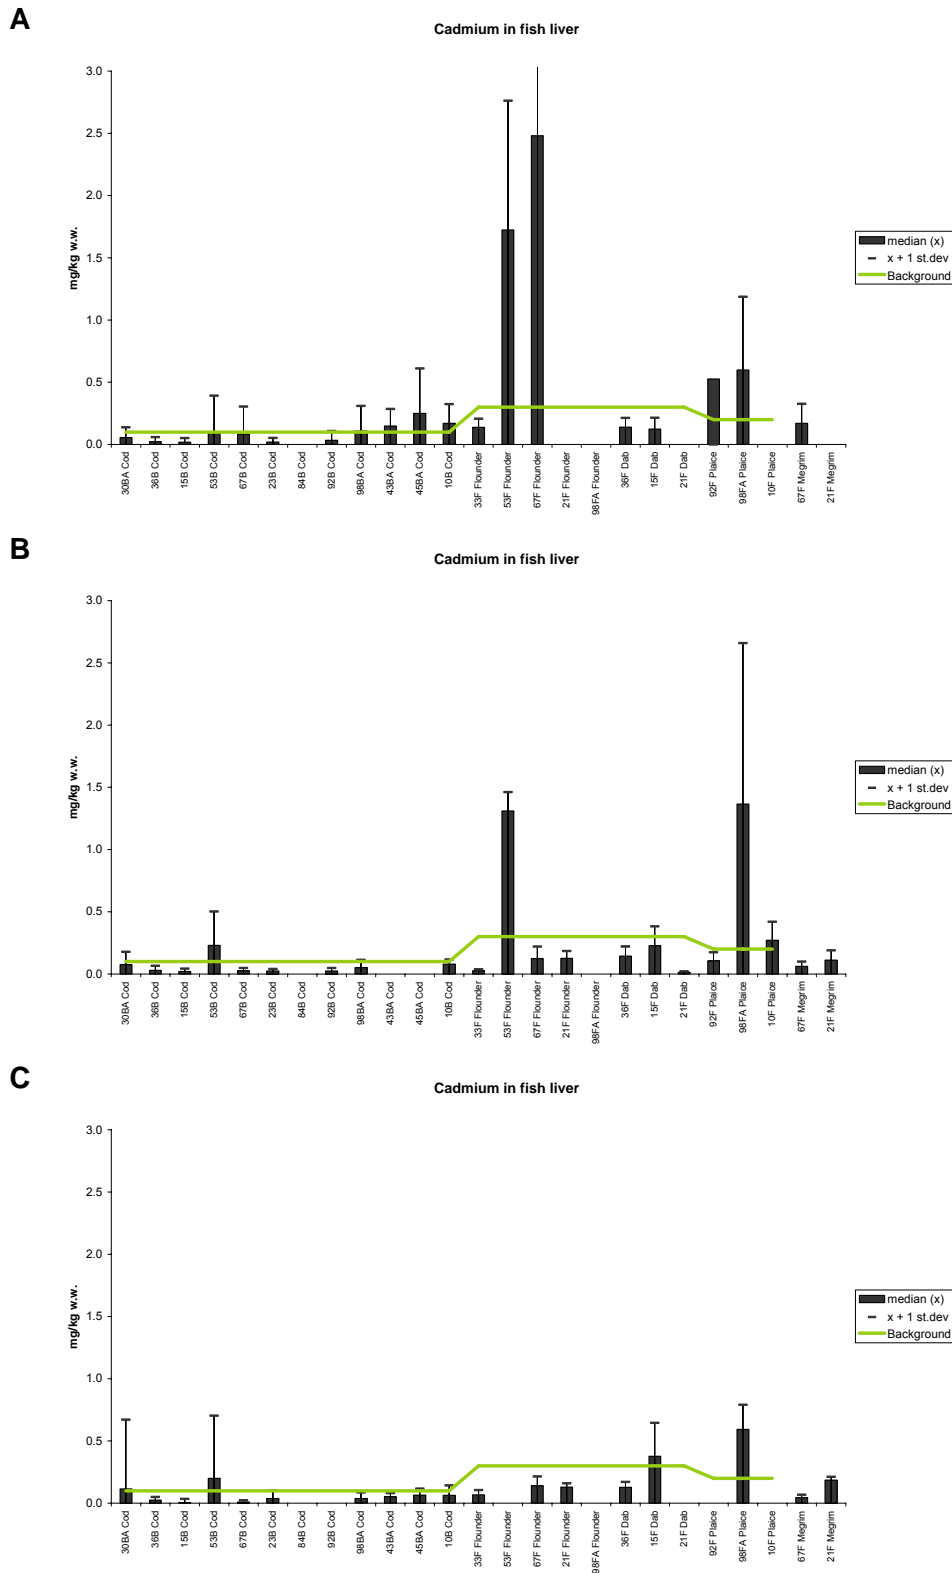 A
Cadmium in fish liver
3.0
2.5
2.0
1.5
1.0
0.5
0.0
mg/kg w.w.
30BA Cod
36B Cod
15B Cod
53B Cod
67B Cod
23B Cod
84B Cod
92B Cod
98BA Cod
43BA Cod
45BA Cod
10B Cod
33F Flounder
53F Flounder
67F Flounder
21F Flounder
98FA Flounder
36F Dab
15F Dab
21F Dab
92F Plaice
98FA Plaice
10F Plaice
67F Megrim
21F Megrim
median (x)
x + 1 st.dev
Background
B
Cadmium in fish liver
3.0
2.5
2.0
1.5
1.0
0.5
0.0
mg/kg w.w.
30BA Cod
36B Cod
15B Cod
53B Cod
67B Cod
23B Cod
84B Cod
92B Cod
98BA Cod
43BA Cod
45BA Cod
10B Cod
33F Flounder
53F Flounder
67F Flounder
21F Flounder
98FA Flounder
36F Dab
15F Dab
21F Dab
92F Plaice
98FA Plaice
10F Plaice
67F Megrim
21F Megrim
median (x)
x + 1 st.dev
Background
C
Cadmium in fish liver
3.0
2.5
2.0
1.5
1.0
0.5
0.0
mg/kg w.w.
30BA Cod
36B Cod
15B Cod
53B Cod
67B Cod
23B Cod
84B Cod
92B Cod
98BA Cod
43BA Cod
45BA Cod
10B Cod
33F Flounder
53F Flounder
67F Flounder
21F Flounder
98FA Flounder
36F Dab
15F Dab
21F Dab
92F Plaice
98FA Plaice
10F Plaice
67F Megrim
21F Megrim
median (x)
x + 1 st.dev
Background